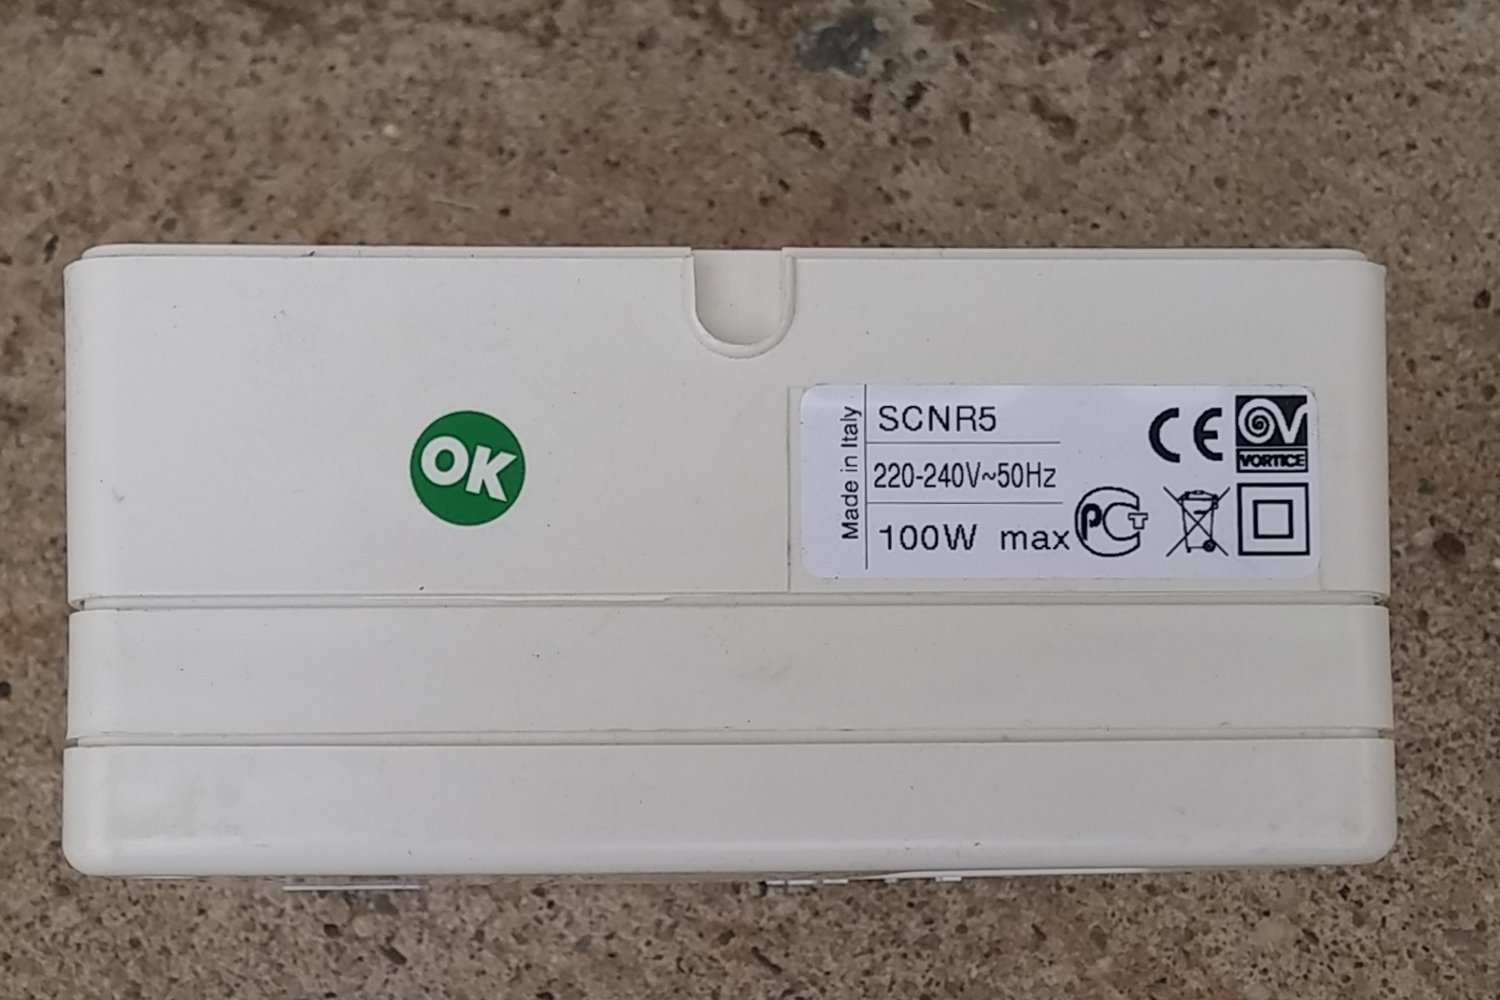 OK
Made in Italy
SCNR5
220-240V~50Hz
100W max
CE
VORTICE
PCT